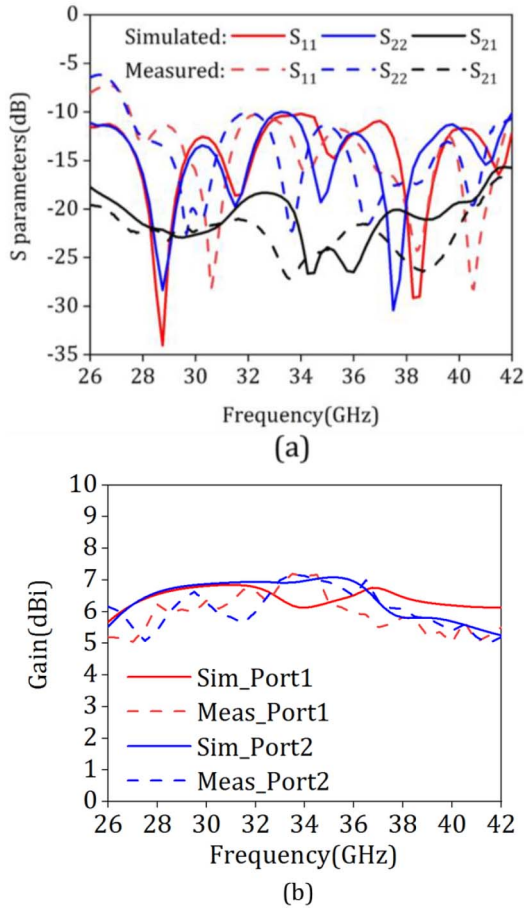 (a)
0
-5
-10
-15
-20
-25
-30
-35
S parameters(dB)
Simulated: S11 S22 S21
Measured: S11 S22 S21
26 28 30 32 34 36 38 40 42
Frequency(GHz)
(a)
10
9
8
7
6
5
4
3
2
1
0
Gain(dBi)
Sim_Port1
Meas_Port1
Sim_Port2
Meas_Port2
26 28 30 32 34 36 38 40 42
Frequency(GHz)
(b)